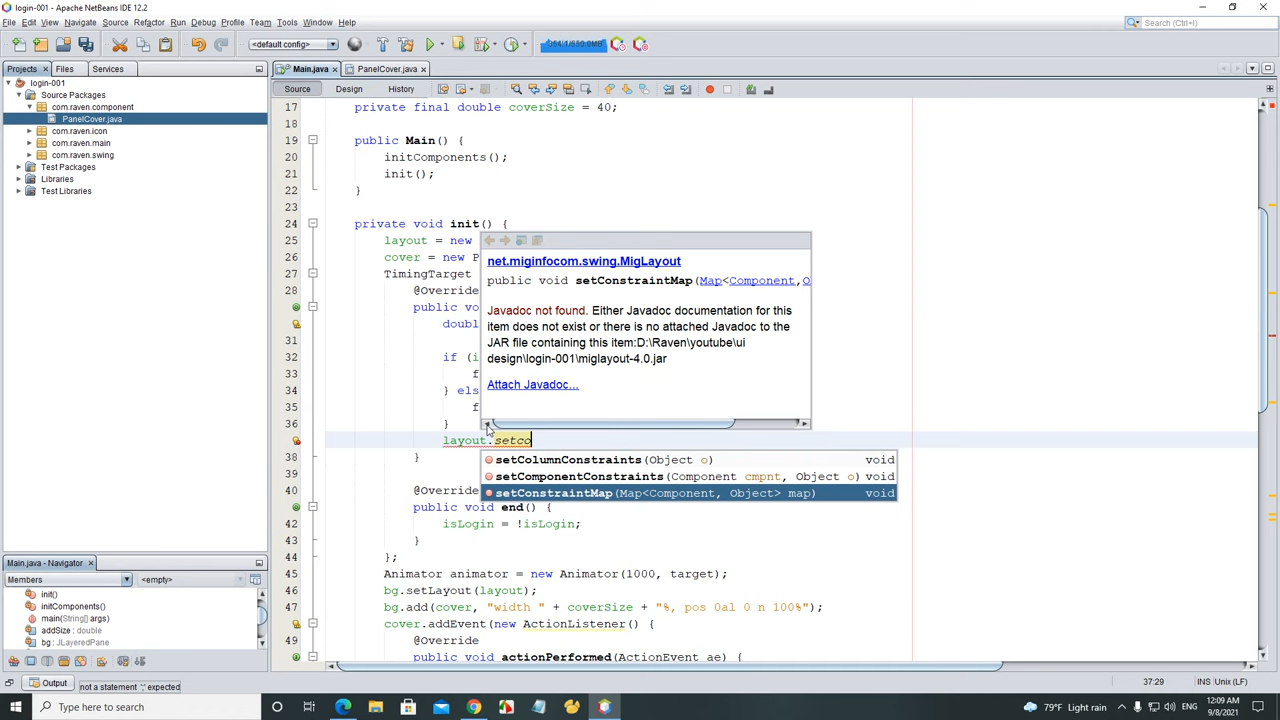 login-001 - Apache NetBeans IDE 12.2
File Edit View Navigate Source Refactor Run Debug Profile Team Tools Window Help
Search (Ctrl+I)
<default config>
Projects Files Services
Main.java PanelCover.java
Source Design History
login-001
Source Packages
com.raven.component
PanelCover.java
com.raven.icon
com.raven.main
com.raven.swing
Test Packages
Libraries
Test Libraries
17 private final double coverSize = 40;
18
19 public Main() {
20 initComponents();
21 init();
22 }
23
24 private void init() {
25 layout = new
26 cover = new P
27 TimingTarget
28 @Override
public vo
doubl
31
32 if (i
33 f
34 } els
35 f
36 }
layout.setco
38 }
39
40 @Override
public void end() {
42 isLogin = !isLogin;
43 }
44 };
45 Animator animator = new Animator(1000, target);
46 bg.setLayout(layout);
47 bg.add(cover, "width " + coverSize + "%, pos 0al 0 n 100%");
cover.addEvent(new ActionListener() {
49 @Override
public void actionPerformed(ActionEvent ae) {
net.miginfocom.swing.MigLayout
public void setConstraintMap(Map<Component,O
Javadoc not found. Either Javadoc documentation for this
item does not exist or there is no attached Javadoc to the
JAR file containing this item:D:\Raven\youtube\ui
design\login-001\miglayout-4.0.jar
Attach Javadoc...
setColumnConstraints(Object o) void
setComponentConstraints(Component cmpnt, Object o) void
setConstraintMap(Map<Component, Object> map) void
Main.java - Navigator
Members <empty>
init()
initComponents()
main(String[] args)
addSize : double
bg : JLayeredPane
Output not a statement ';' expected
37:29 INS Unix (LF)
Type here to search
79°F Light rain ENG 12:09 AM
9/8/2021